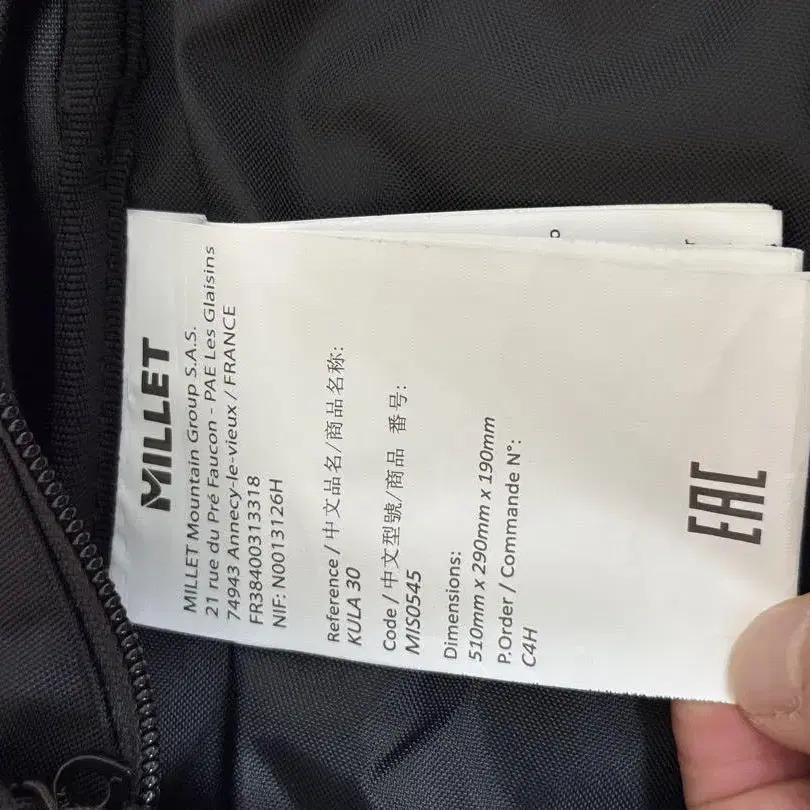 MILLET
MILLET Mountain Group S.A.S.
21 rue du Pré Faucon - PAE Les Glaisins
74943 Annecy-le-vieux / FRANCE
FR38400313318
NIF: N0013126H
Reference / 中文品名/商品名称:
KULA 30
Code / 中文型號/商品 番号:
MIS0545
Dimensions:
510mm x 290mm x 190mm
P.Order / Commande N°:
C4H
EAC